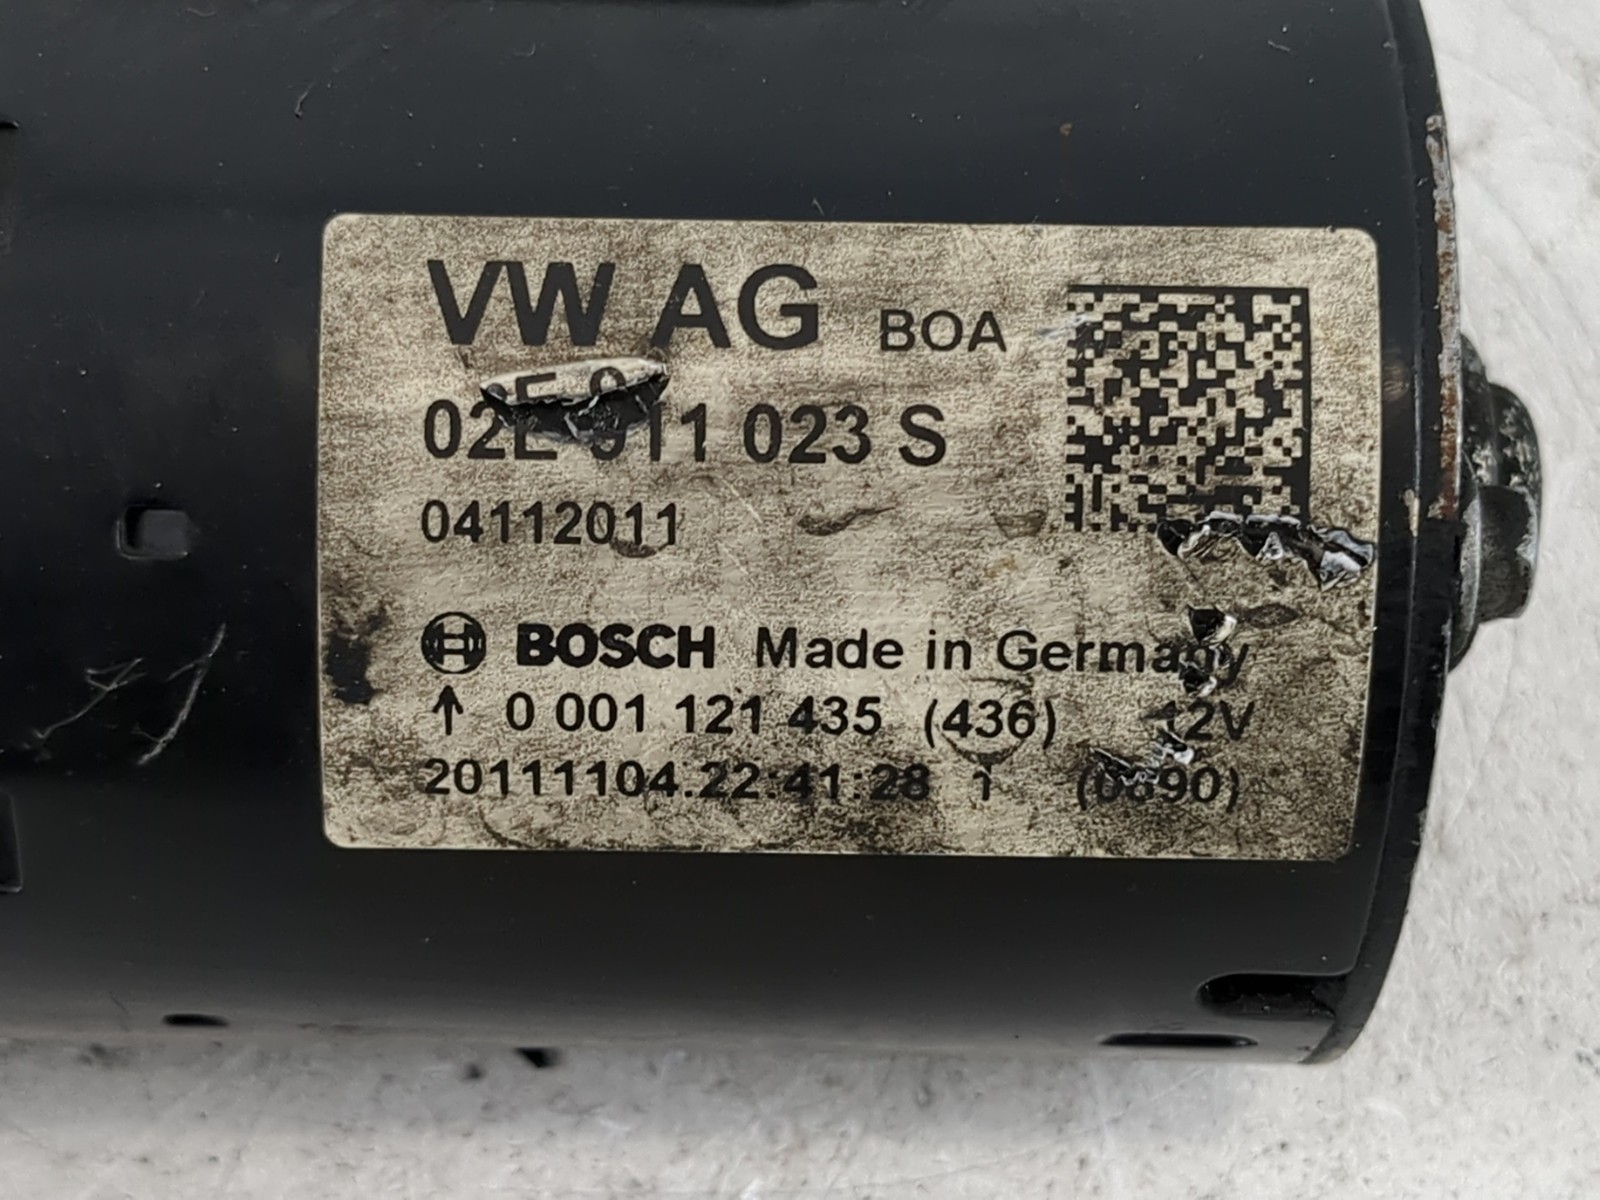 VW AG BOA
02E 911 023 S
04112011
BOSCH Made in Germany
↑ 0 001 121 435 (436) 12V
20111104.22:41:28 1